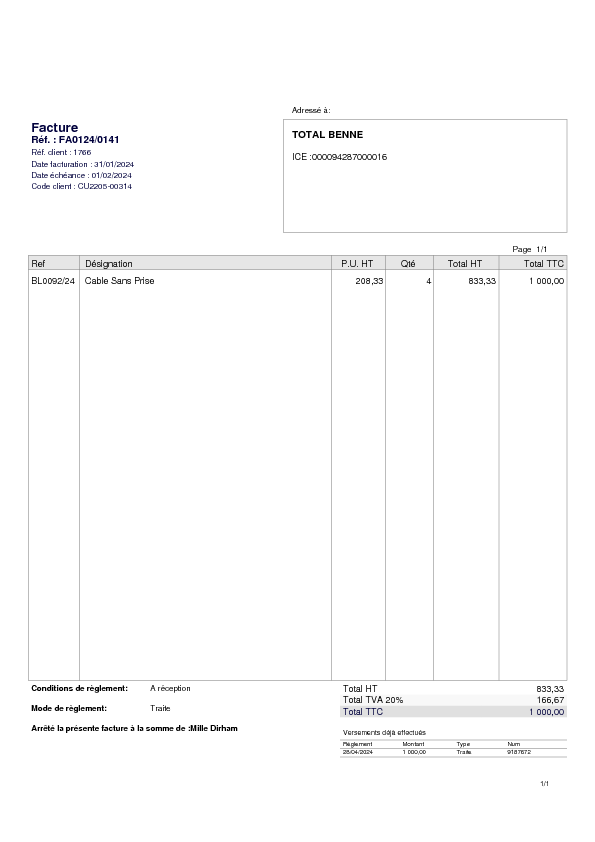 Adressé à:
Facture
Réf. : FA0124/0141
Réf. client : 1766
Date facturation : 31/01/2024
Date échéance : 01/02/2024
Code client : CU2205-00314
TOTAL BENNE
ICE :000094287000016
Page 1/1
Ref Désignation P.U. HT Qté Total HT Total TTC
BL0092/24 Cable Sans Prise 208,33 4 833,33 1 000,00
Conditions de règlement: A réception
Mode de règlement: Traite
Arrêté la présente facture à la somme de :Mille Dirham
Total HT 833,33
Total TVA 20% 166,67
Total TTC 1 000,00
Versements déjà effectués
Règlement Montant Type Num
28/04/2024 1 000,00 Traite 9187672
1/1